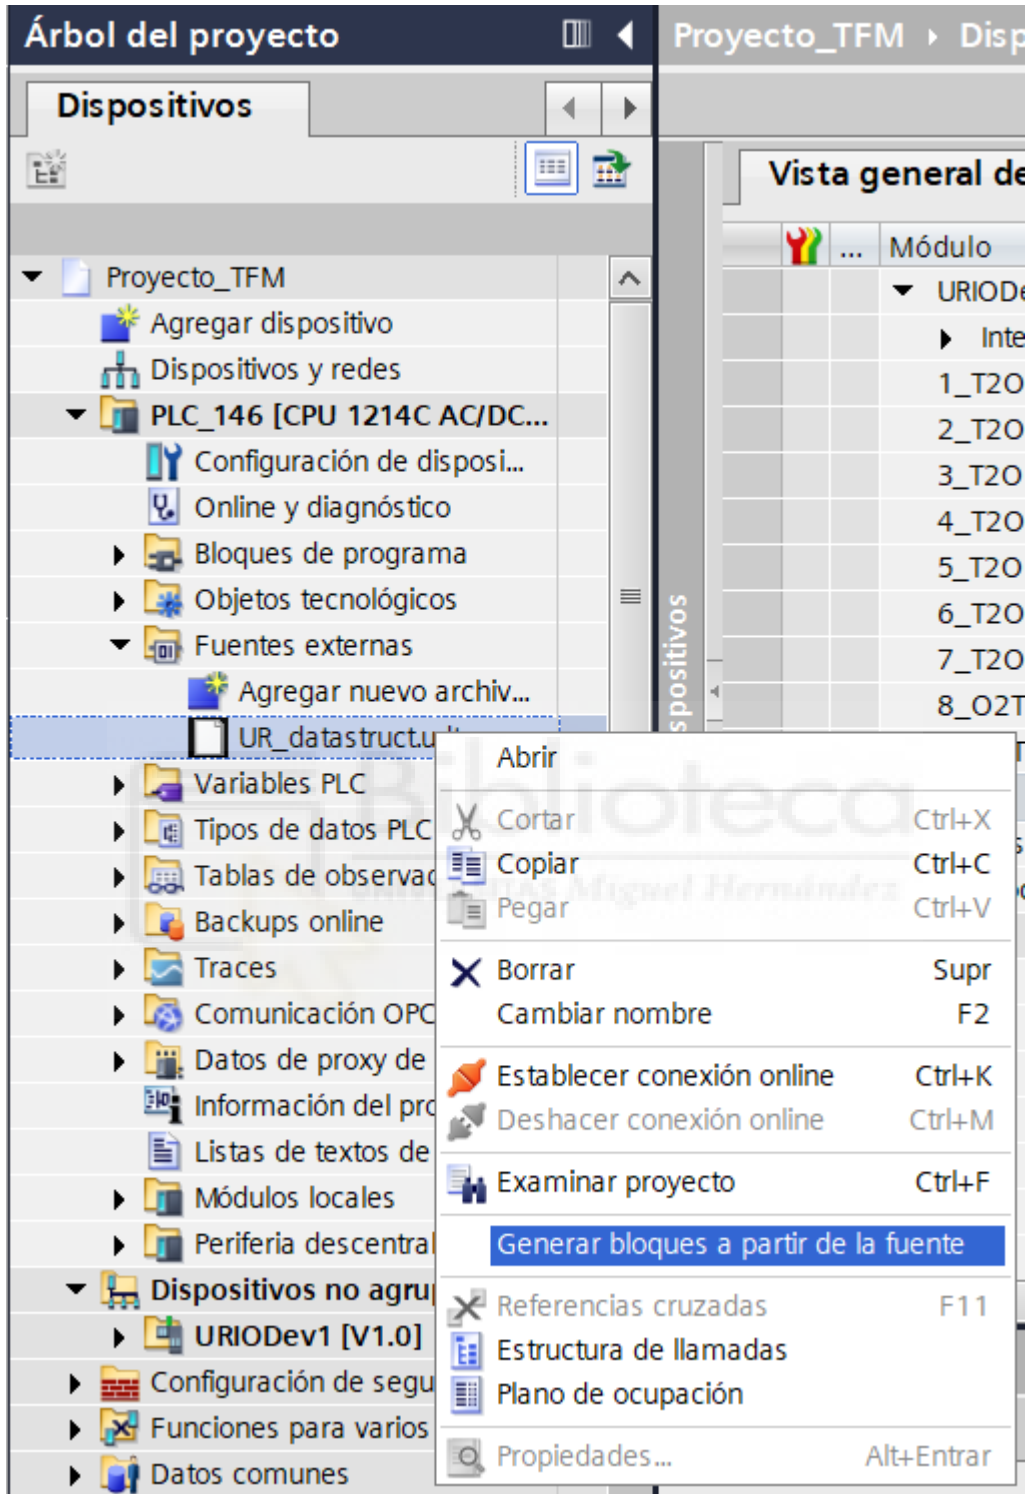 Árbol del proyecto
Proyecto_TFM
Dispositivos
Vista general
Módulo
Proyecto_TFM
Agregar dispositivo
Inte
Dispositivos y redes
1_T2O
PLC_146 [CPU 1214C AC/DC...
2_T2O
Configuración de disposi...
3_T2O
Online y diagnóstico
4_T2O
Bloques de programa
5_T2O
Objetos tecnológicos
6_T2O
Fuentes externas
7_T2O
Agregar nuevo archiv...
8_O2T
UR_datastruct.u
Abrir
Variables PLC
Cortar Ctrl+X
Tipos de datos PLC
Copiar Ctrl+C
Tablas de observac
Pegar Ctrl+V
Backups online
Borrar Supr
Traces
Cambiar nombre F2
Comunicación OPC
Datos de proxy de
Establecer conexión online Ctrl+K
Información del pro
Deshacer conexión online Ctrl+M
Listas de textos de
Examinar proyecto Ctrl+F
Módulos locales
Generar bloques a partir de la fuente
Periferia descentral
Dispositivos no agru
Referencias cruzadas F11
URIODev1 [V1.0]
Estructura de llamadas
Configuración de segu
Plano de ocupación
Funciones para varios
Propiedades... Alt+Entrar
Datos comunes
Biblioteca
Miguel Hernández